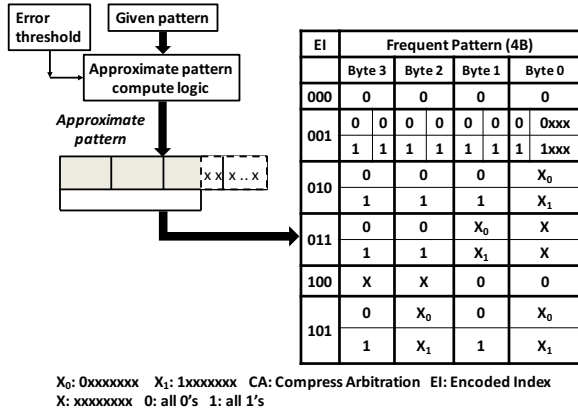 Error threshold
Given pattern
Approximate pattern compute logic
Approximate pattern
x x x .. x
EI Frequent Pattern (4B)
Byte 3 Byte 2 Byte 1 Byte 0
000 0 0 0 0
001 0 0 0 0 0 0 0 0xxx
1 1 1 1 1 1 1 1xxx
010 0 0 0 X₀
1 1 1 X₁
011 0 0 X₀ X
1 1 X₁ X
100 X X 0 0
101 0 X₀ 0 X₀
1 X₁ 1 X₁
X₀: 0xxxxxxx X₁: 1xxxxxxx CA: Compress Arbitration EI: Encoded Index
X: xxxxxxxx 0: all 0's 1: all 1's